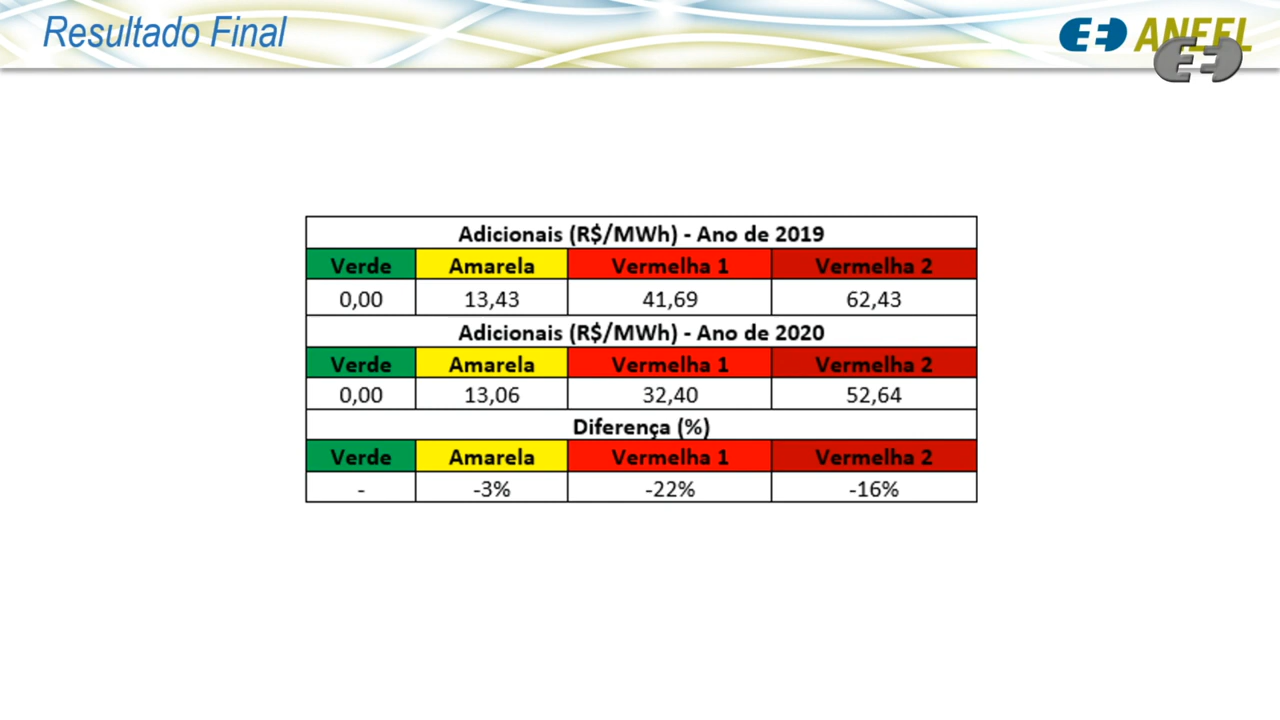 Resultado Final
ANEEL
Adicionais (R$/MWh) - Ano de 2019
Verde Amarela Vermelha 1 Vermelha 2
0,00 13,43 41,69 62,43
Adicionais (R$/MWh) - Ano de 2020
Verde Amarela Vermelha 1 Vermelha 2
0,00 13,06 32,40 52,64
Diferença (%)
Verde Amarela Vermelha 1 Vermelha 2
- -3% -22% -16%